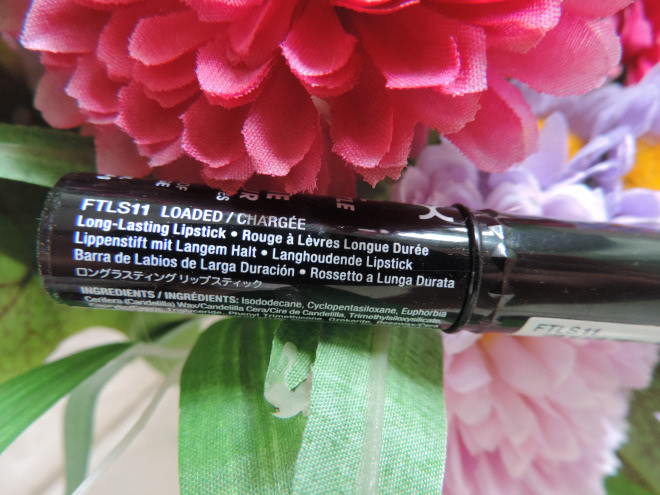 FTLS11 LOADED / CHARGÉE
Long-Lasting Lipstick • Rouge à Lèvres Longue Durée
Lippenstift mit Langem Halt • Langhoudende Lipstick
Barra de Labios de Larga Duración • Rossetto a Lunga Durata
ロングラスティング リップスティック
INGREDIENTS / INGRÉDIENTS: Isododecane, Cyclopentasiloxane, Euphorbia
Cerifera (Candelilla) Wax/Candelilla Cera/Cire de Candelilla, Trimethylsiloxysilicate
FTLS11